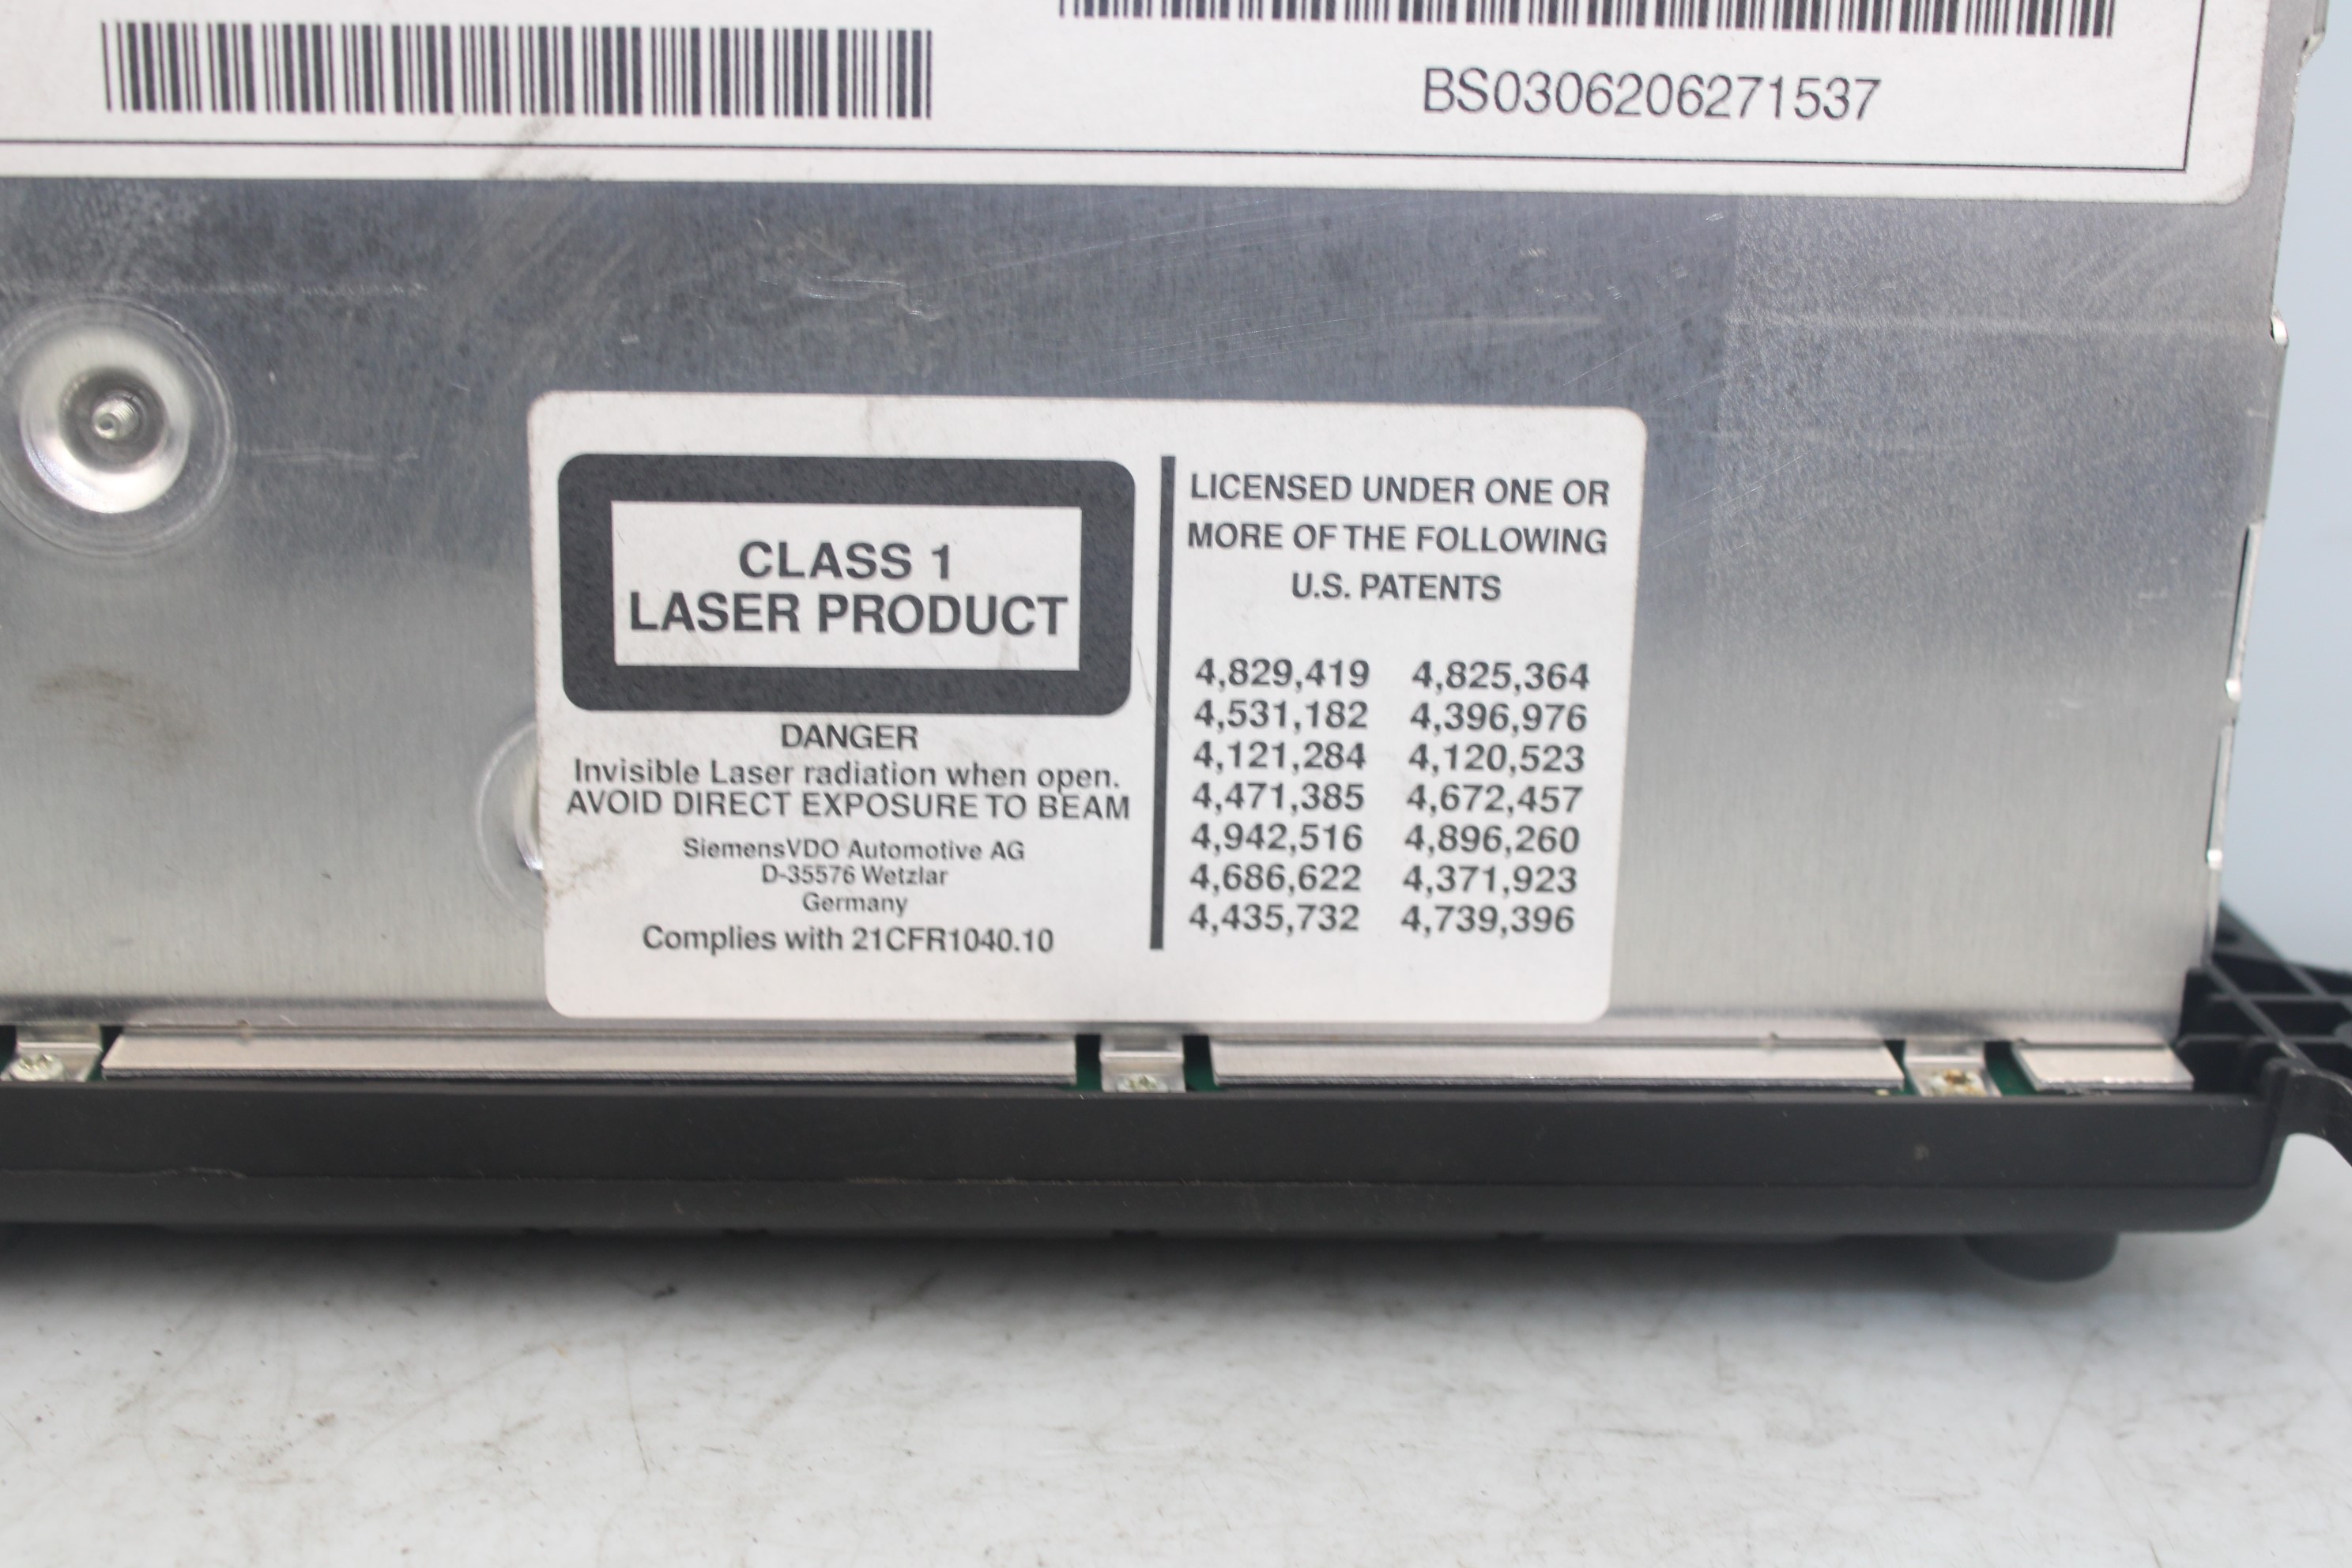 BS0306206271537
CLASS 1
LASER PRODUCT
DANGER
Invisible Laser radiation when open.
AVOID DIRECT EXPOSURE TO BEAM
SiemensVDO Automotive AG
D-35576 Wetzlar
Germany
Complies with 21CFR1040.10
LICENSED UNDER ONE OR
MORE OF THE FOLLOWING
U.S. PATENTS
4,829,419 4,825,364
4,531,182 4,396,976
4,121,284 4,120,523
4,471,385 4,672,457
4,942,516 4,896,260
4,686,622 4,371,923
4,435,732 4,739,396